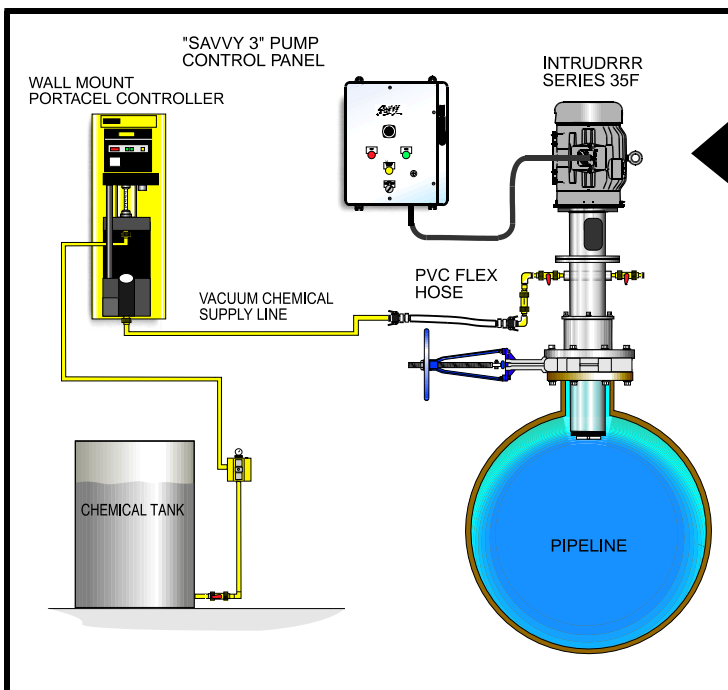 "SAVVY 3" PUMP
CONTROL PANEL
INTRUDRRR
SERIES 35F
WALL MOUNT
PORTACEL CONTROLLER
Savvy
PVC FLEX
HOSE
VACUUM CHEMICAL
SUPPLY LINE
CHEMICAL TANK
PIPELINE